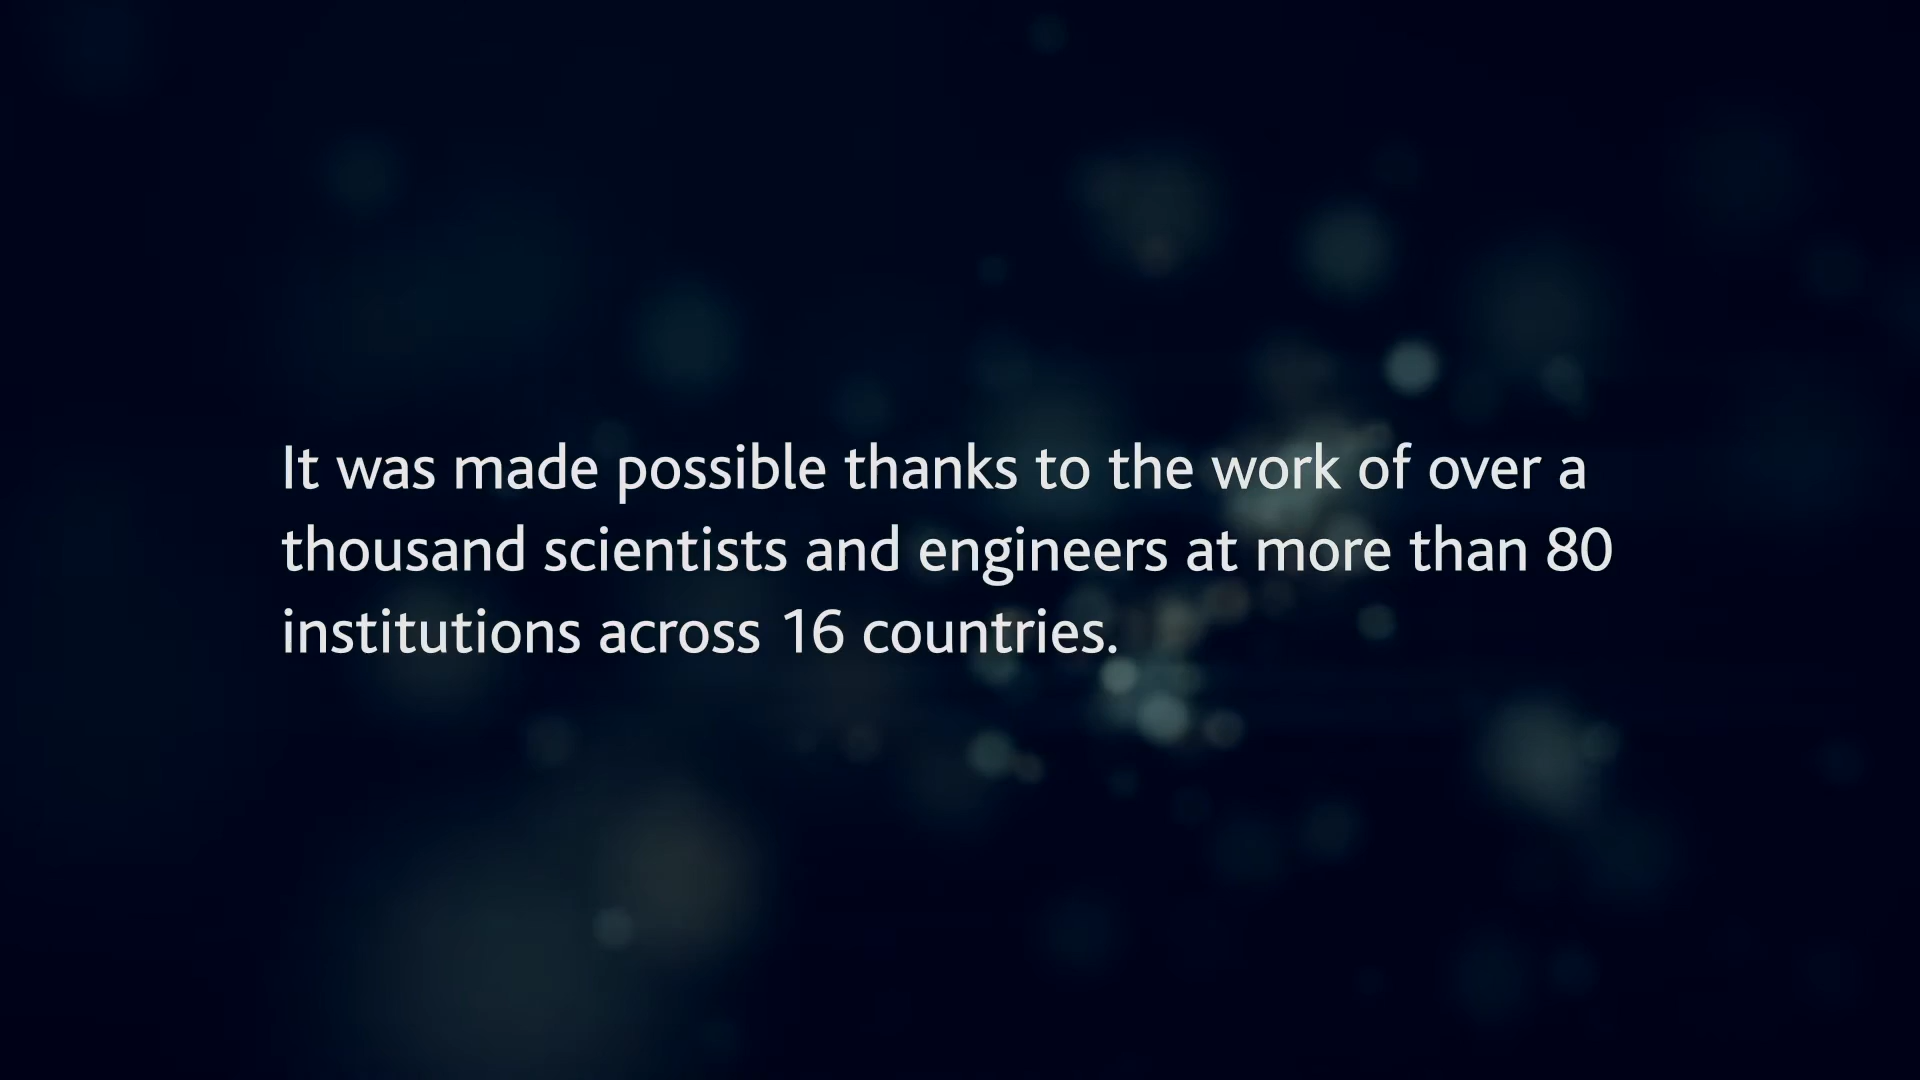 It was made possible thanks to the work of over a
thousand scientists and engineers at more than 80
institutions across 16 countries.